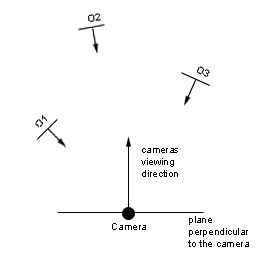 O2
O3
O1
cameras
viewing
direction
Camera
plane
perpendicular
to the camera